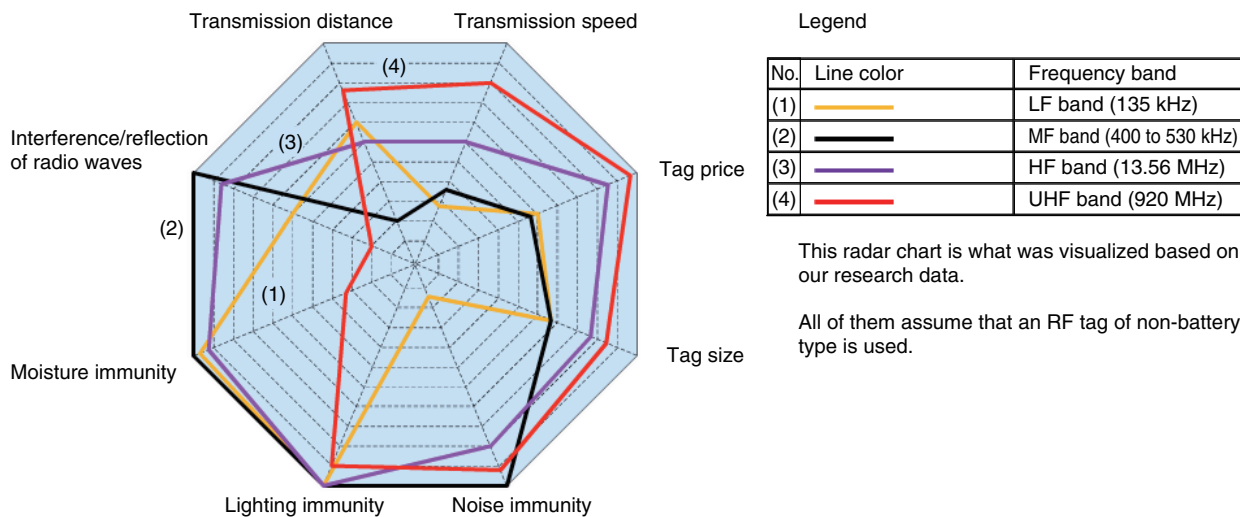 Transmission distance
Transmission speed
Legend
(4)
No. Line color Frequency band
(1) LF band (135 kHz)
(2) MF band (400 to 530 kHz)
(3) HF band (13.56 MHz)
(4) UHF band (920 MHz)
Interference/reflection
of radio waves
(3)
Tag price
(2)
This radar chart is what was visualized based on
our research data.
(1)
All of them assume that an RF tag of non-battery
type is used.
Tag size
Moisture immunity
Lighting immunity
Noise immunity